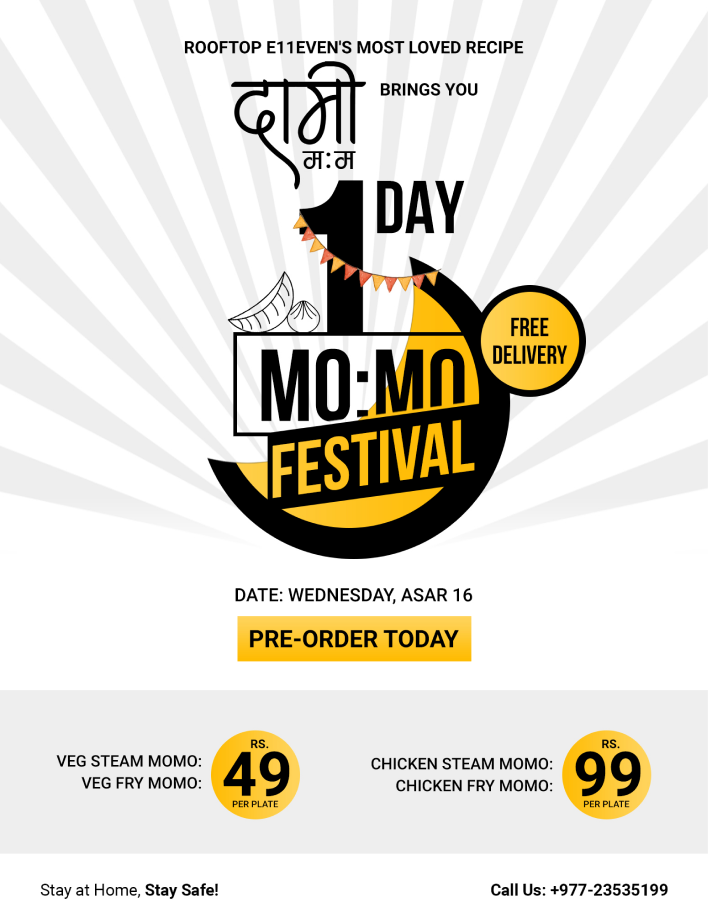 ROOFTOP E11EVEN'S MOST LOVED RECIPE
दामी
BRINGS YOU
म:म
1 DAY
MO:MO
FESTIVAL
FREE
DELIVERY
DATE: WEDNESDAY, ASAR 16
PRE-ORDER TODAY
VEG STEAM MOMO:
VEG FRY MOMO:
RS.
49
PER PLATE
CHICKEN STEAM MOMO:
CHICKEN FRY MOMO:
RS.
99
PER PLATE
Stay at Home, Stay Safe!
Call Us: +977-23535199